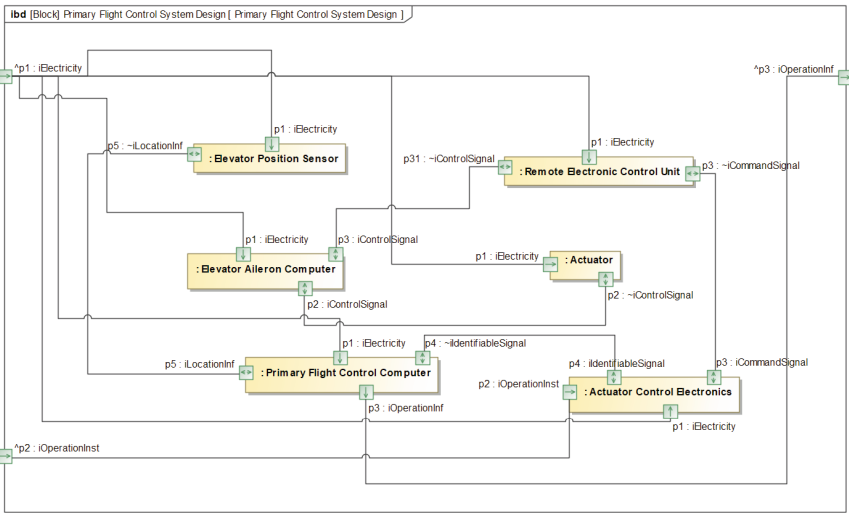 ibd [Block] Primary Flight Control System Design [ Primary Flight Control System Design ]
^p1 : iElectricity
^p3 : iOperationInf
p1 : iElectricity
p1 : iElectricity
p5 : ~iLocationInf
: Elevator Position Sensor
p31 : ~iControlSignal
p3 : ~iCommandSignal
: Remote Electronic Control Unit
p1 : iElectricity
p3 : iControlSignal
p1 : iElectricity
: Actuator
: Elevator Aileron Computer
p2 : iControlSignal
p2 : ~iControlSignal
p1 : iElectricity
p4 : ~iIdentifiableSignal
p5 : iLocationInf
p4 : iIdentifiableSignal
p3 : iCommandSignal
: Primary Flight Control Computer
p2 : iOperationInst
: Actuator Control Electronics
p3 : iOperationInf
p1 : iElectricity
^p2 : iOperationInst